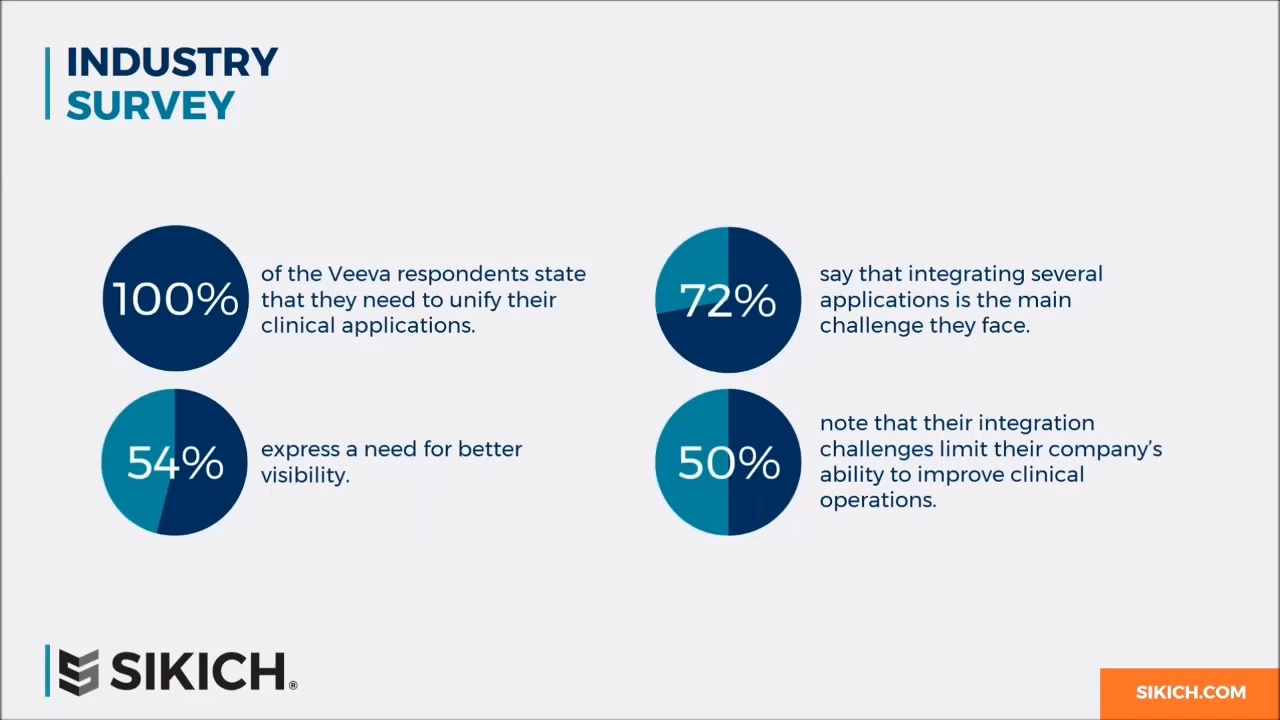 INDUSTRY
SURVEY
100%
of the Veeva respondents state
that they need to unify their
clinical applications.
72%
say that integrating several
applications is the main
challenge they face.
54%
express a need for better
visibility.
50%
note that their integration
challenges limit their company’s
ability to improve clinical
operations.
SIKICH®
SIKICH.COM